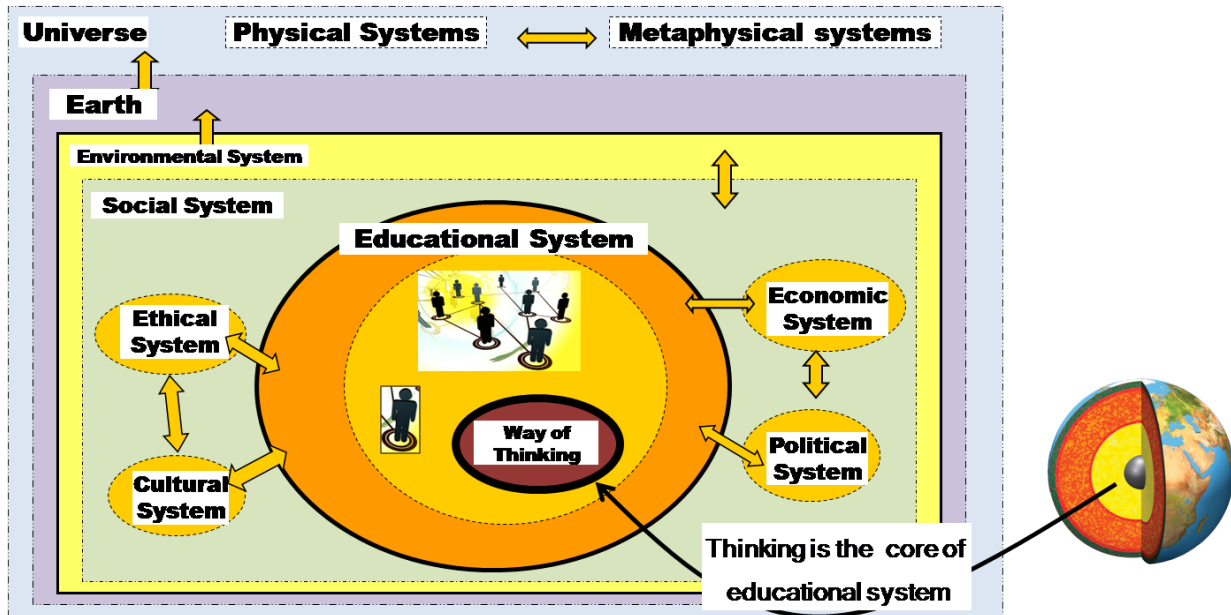 Universe
Physical Systems
Metaphysical systems
Earth
Environmental System
Social System
Educational System
Ethical
System
Economic
System
Way of
Thinking
Cultural
System
Political
System
Thinking is the core of
educational system